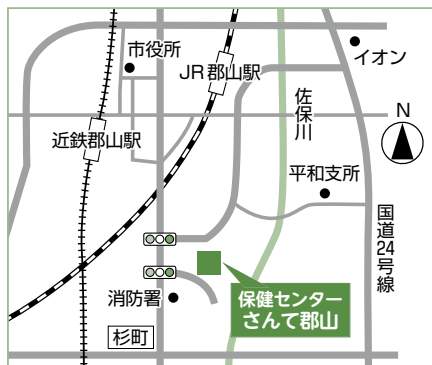 市役所
JR郡山駅
イオン
佐保川
N
近鉄郡山駅
平和支所
国道24号線
消防署
保健センター
さんて郡山
杉町